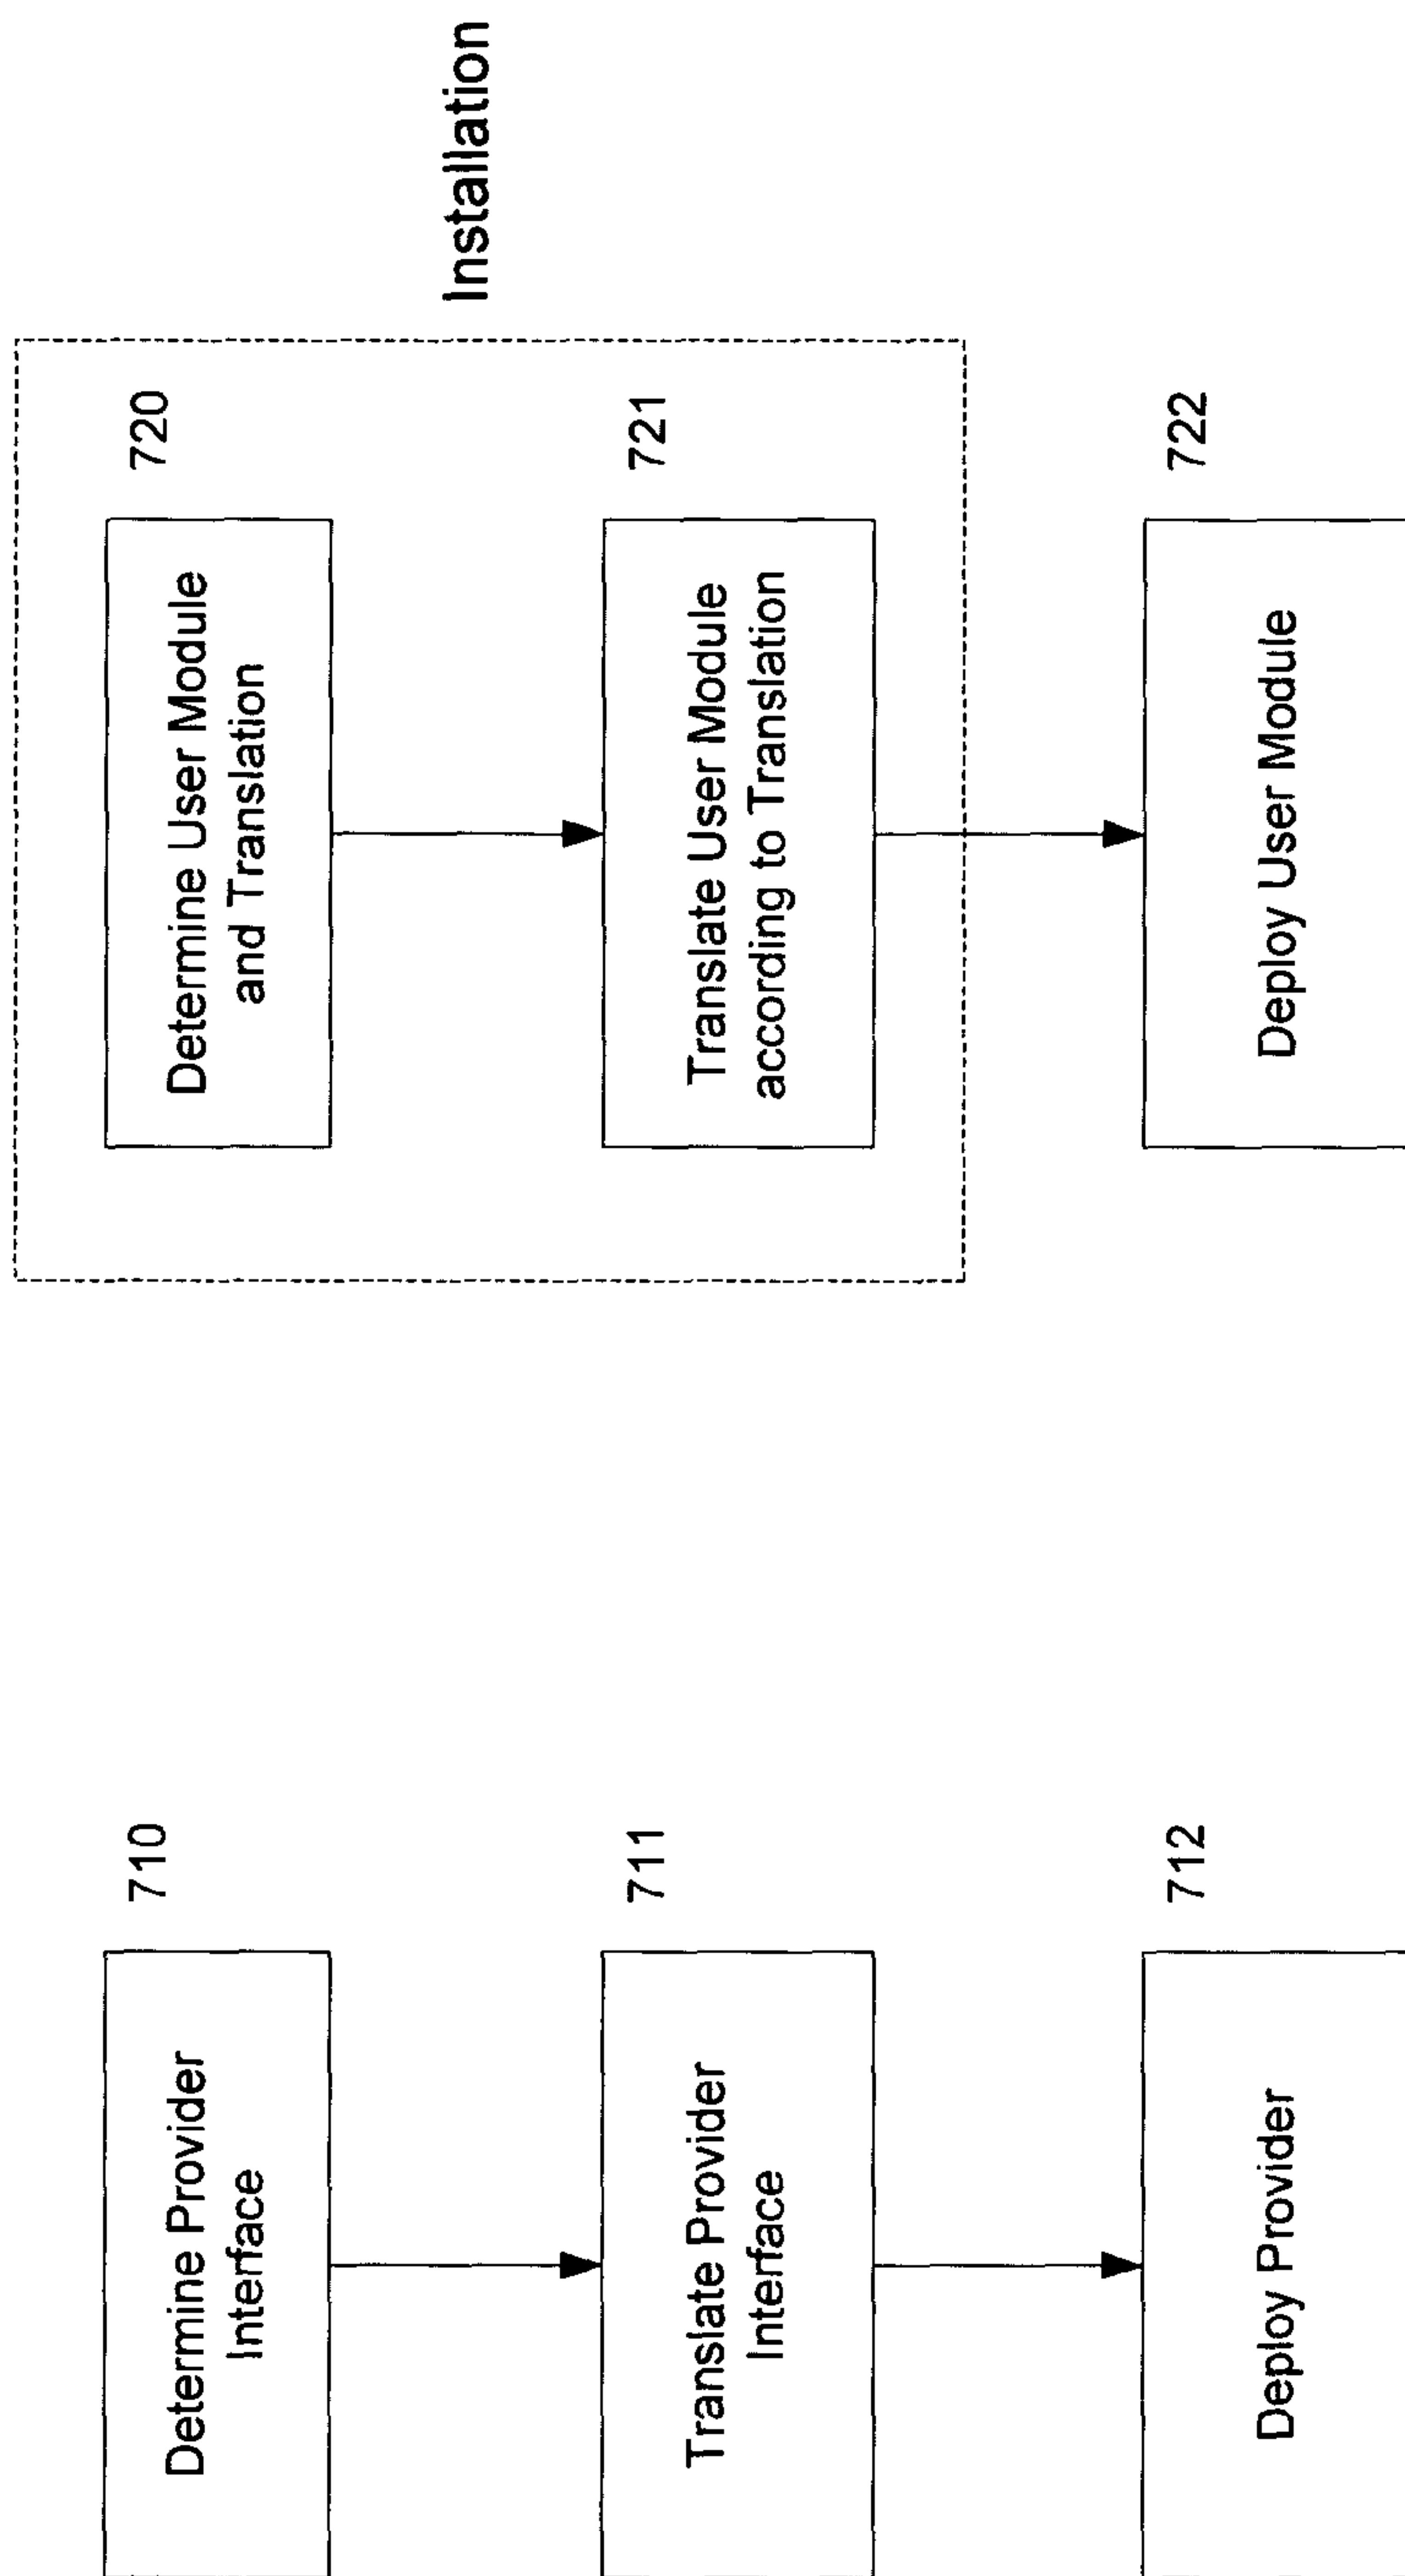 Determine Provider
Interface
710
Translate Provider
Interface
711
Deploy Provider
712
Installation
Determine User Module
and Translation
720
Translate User Module
according to Translation
721
Deploy User Module
722